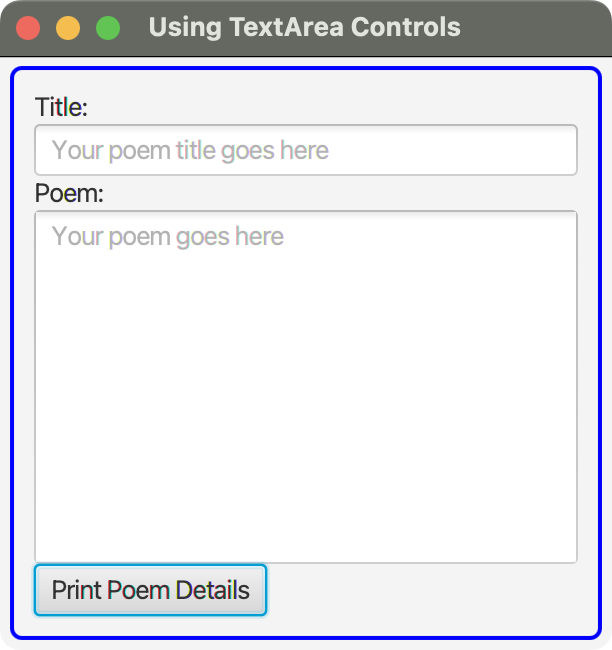 Using TextArea Controls
Title:
Your poem title goes here
Poem:
Your poem goes here
Print Poem Details